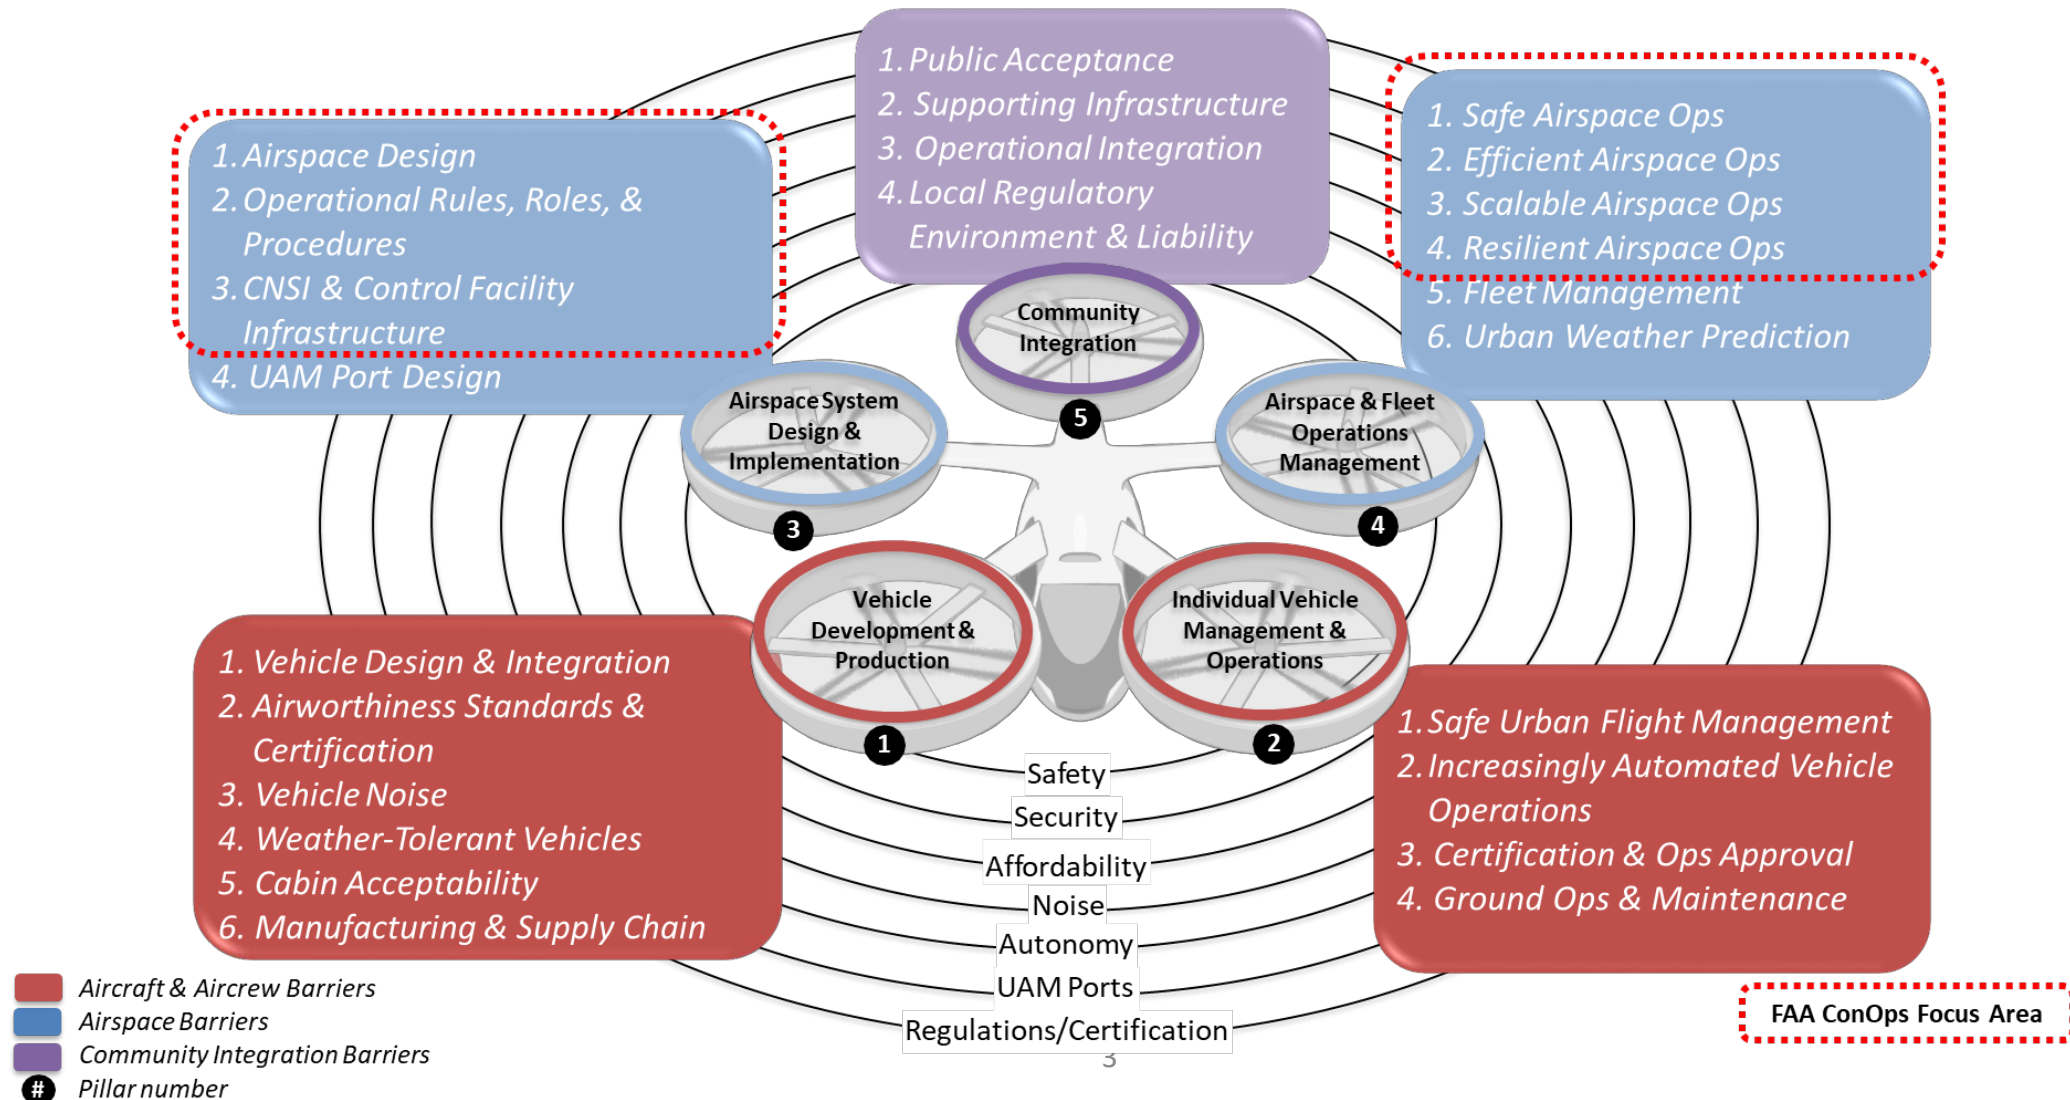 1. Public Acceptance
2. Supporting Infrastructure
3. Operational Integration
4. Local Regulatory
Environment & Liability
1. Airspace Design
2. Operational Rules, Roles, &
Procedures
3. CNSI & Control Facility
Infrastructure
4. UAM Port Design
1. Safe Airspace Ops
2. Efficient Airspace Ops
3. Scalable Airspace Ops
4. Resilient Airspace Ops
5. Fleet Management
6. Urban Weather Prediction
Community
Integration
5
Airspace System
Design &
Implementation
3
Airspace & Fleet
Operations
Management
4
Vehicle
Development &
Production
1
Individual Vehicle
Management &
Operations
2
1. Vehicle Design & Integration
2. Airworthiness Standards &
Certification
3. Vehicle Noise
4. Weather-Tolerant Vehicles
5. Cabin Acceptability
6. Manufacturing & Supply Chain
1. Safe Urban Flight Management
2. Increasingly Automated Vehicle
Operations
3. Certification & Ops Approval
4. Ground Ops & Maintenance
Safety
Security
Affordability
Noise
Autonomy
UAM Ports
Regulations/Certification
3
Aircraft & Aircrew Barriers
Airspace Barriers
Community Integration Barriers
# Pillar number
FAA ConOps Focus Area